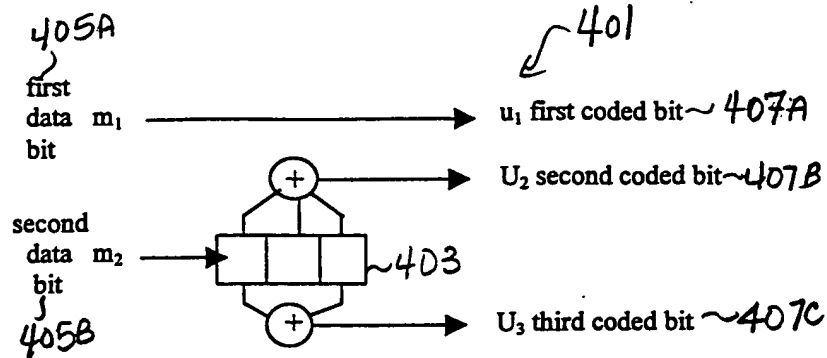 405A
401
first
data m₁
bit
u₁ first coded bit ~ 407A
+
U₂ second coded bit ~ 407B
second
data m₂
bit
~ 403
405B
+
U₃ third coded bit ~ 407C